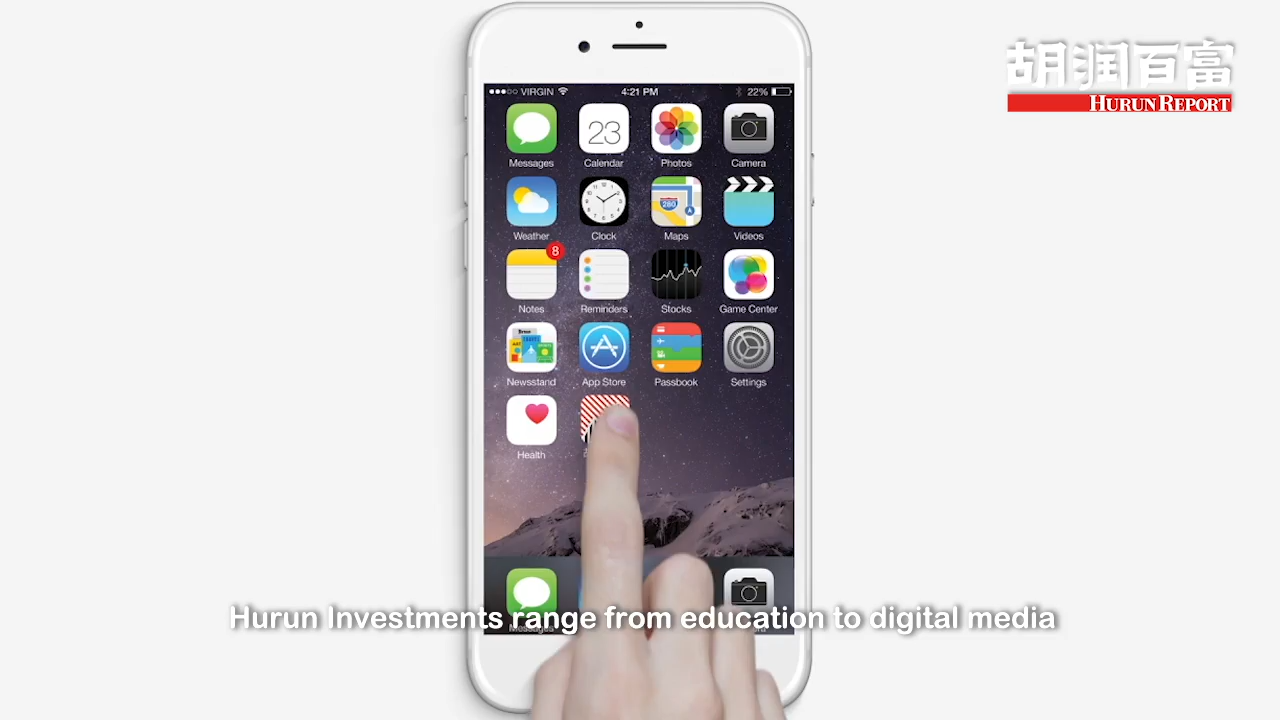 胡润百富
HURUN REPORT
VIRGIN 4:21 PM 22%
23
Messages Calendar Photos Camera
280
Weather Clock Maps Videos
8
Notes Reminders Stocks Game Center
Newsstand App Store Passbook Settings
Health
Hurun Investments range from education to digital media
Messages